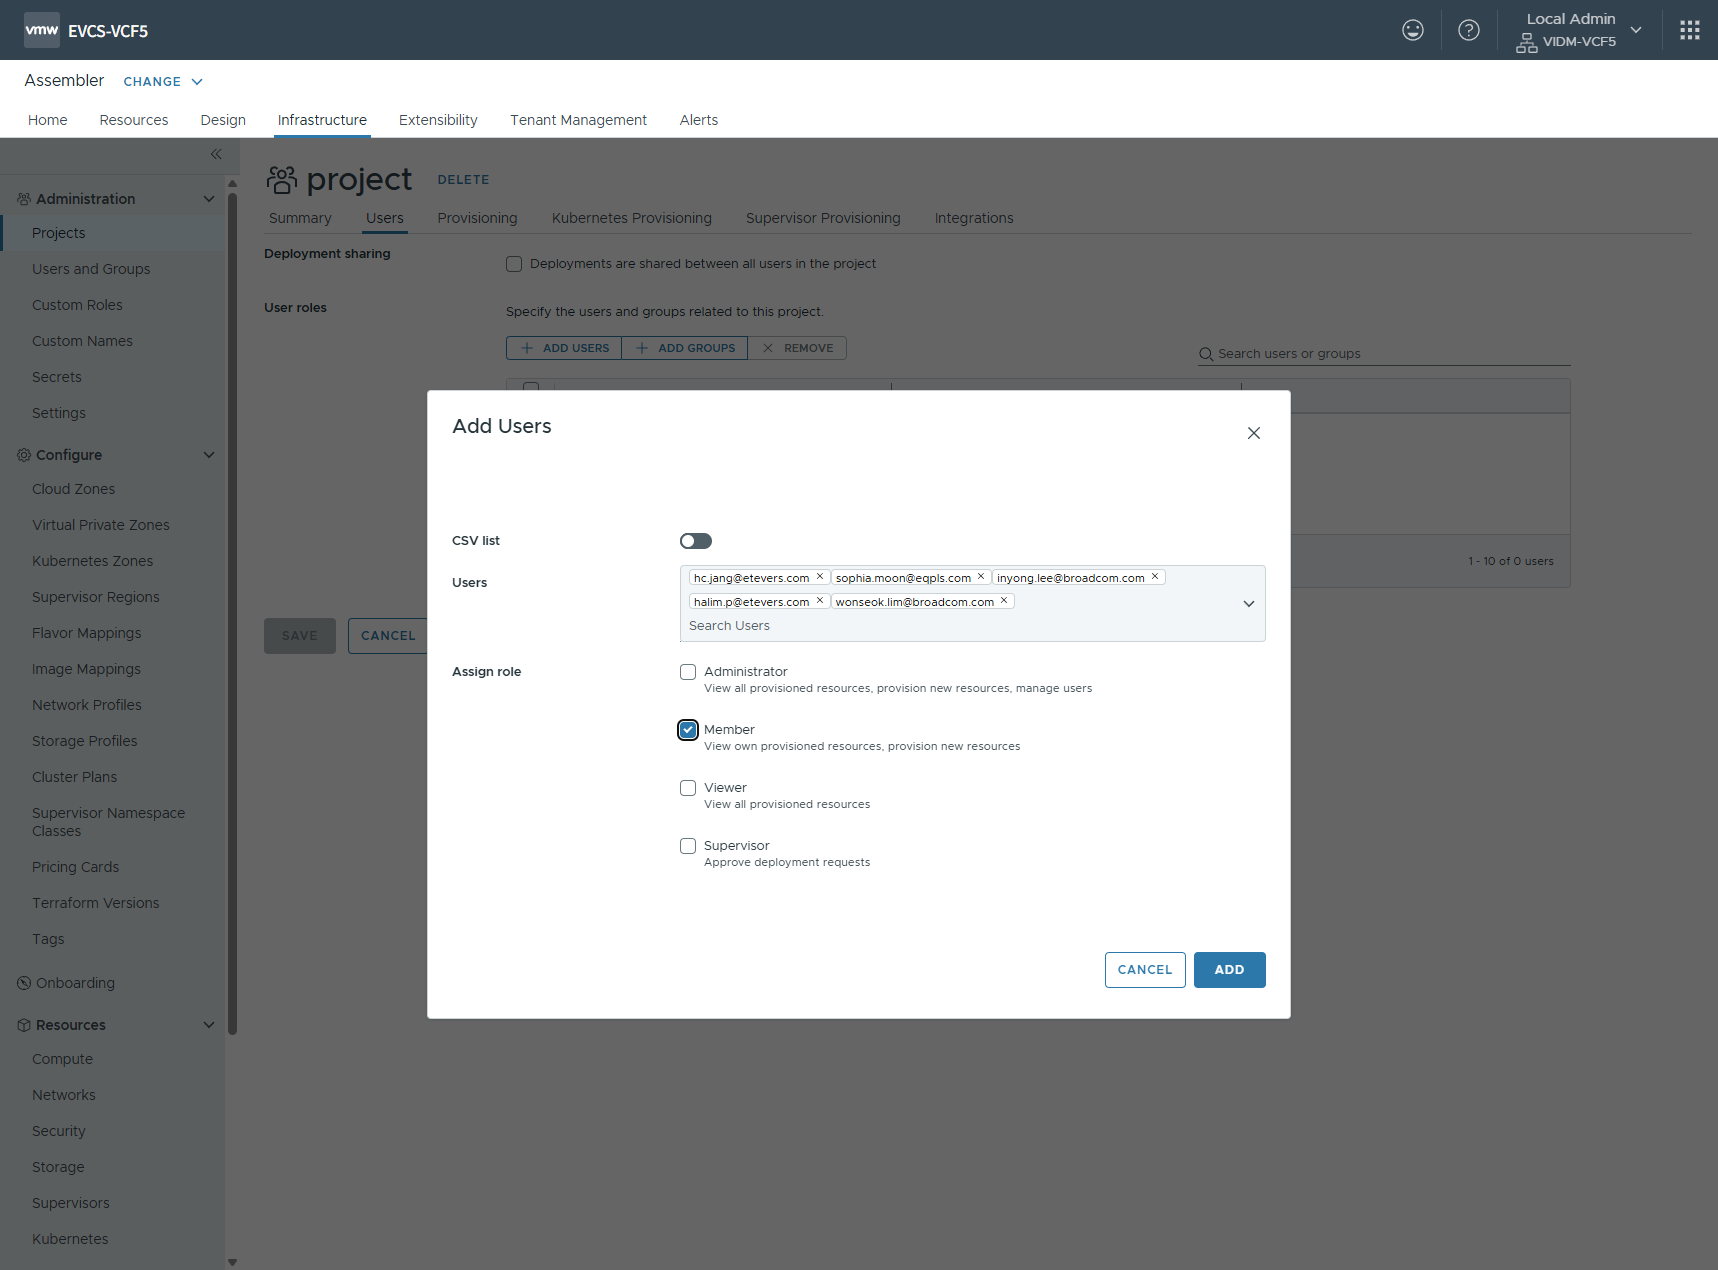 vmw EVCS-VCF5
Local Admin
VIDM-VCF5
Assembler CHANGE
Home Resources Design Infrastructure Extensibility Tenant Management Alerts
Administration
Projects
Users and Groups
Custom Roles
Custom Names
Secrets
Settings
Configure
Cloud Zones
Virtual Private Zones
Kubernetes Zones
Supervisor Regions
Flavor Mappings
Image Mappings
Network Profiles
Storage Profiles
Cluster Plans
Supervisor Namespace
Classes
Pricing Cards
Terraform Versions
Tags
Onboarding
Resources
Compute
Networks
Security
Storage
Supervisors
Kubernetes
project DELETE
Summary Users Provisioning Kubernetes Provisioning Supervisor Provisioning Integrations
Deployment sharing
Deployments are shared between all users in the project
User roles
Specify the users and groups related to this project.
ADD USERS ADD GROUPS REMOVE
Search users or groups
1 - 10 of 0 users
SAVE CANCEL
Add Users
CSV list
Users
hc.jang@etevers.com sophia.moon@eqpls.com inyong.lee@broadcom.com
halim.p@etevers.com wonseok.lim@broadcom.com
Search Users
Assign role
Administrator
View all provisioned resources, provision new resources, manage users
Member
View own provisioned resources, provision new resources
Viewer
View all provisioned resources
Supervisor
Approve deployment requests
CANCEL ADD